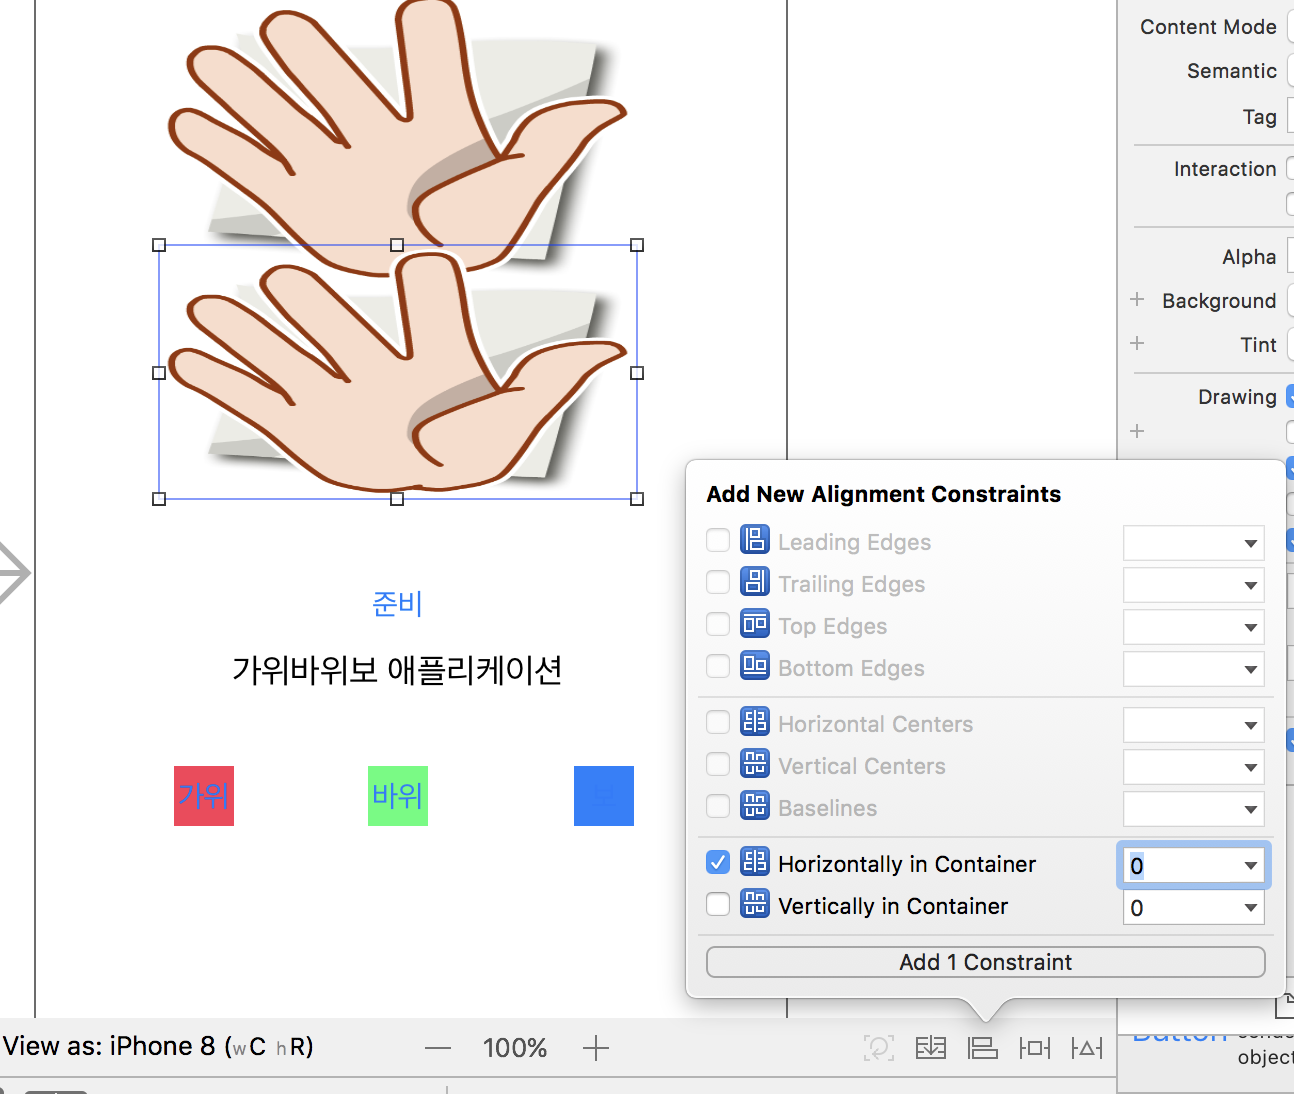 Content Mode
Semantic
Tag
Interaction
Alpha
+ Background
+ Tint
Drawing
+
Add New Alignment Constraints
Leading Edges
Trailing Edges
Top Edges
Bottom Edges
Horizontal Centers
Vertical Centers
Baselines
Horizontally in Container 0
Vertically in Container 0
Add 1 Constraint
준비
가위바위보 애플리케이션
가위 바위 보
View as: iPhone 8 (wC hR) — 100% +
Button
object